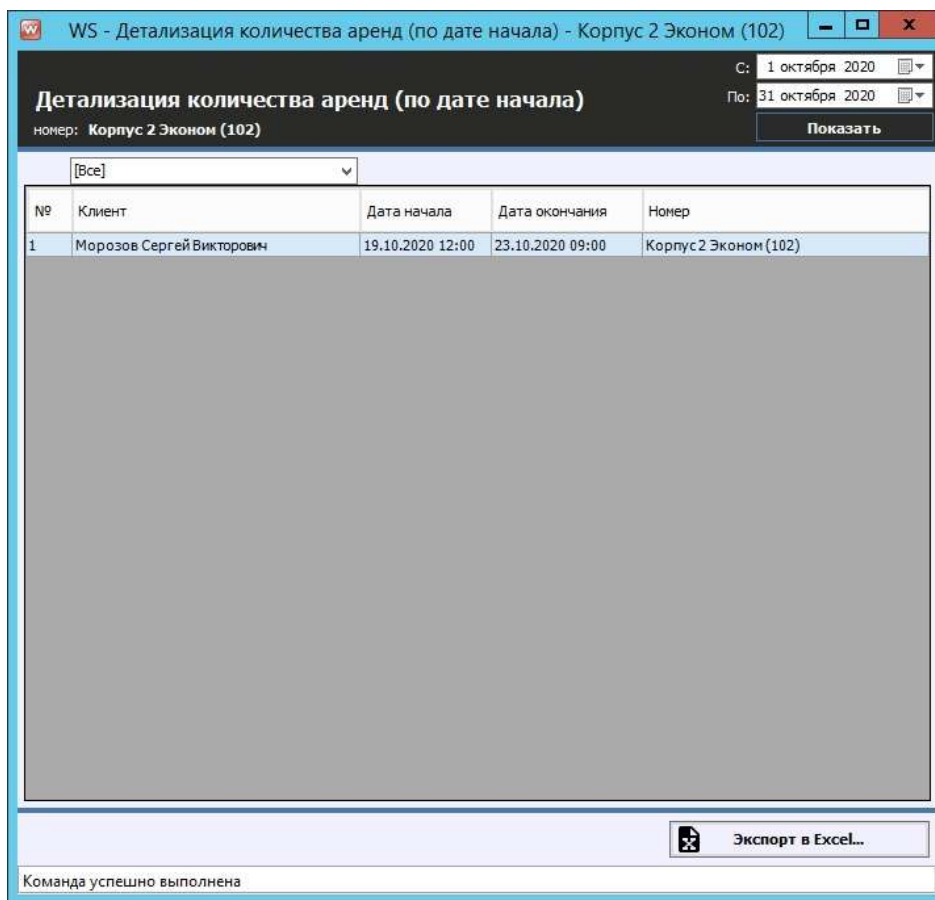 WS - Детализация количества аренд (по дате начала) - Корпус 2 Эконом (102)
С: 1 октября 2020
Детализация количества аренд (по дате начала)
По: 31 октября 2020
номер: Корпус 2 Эконом (102)
Показать
[Все]
№ Клиент Дата начала Дата окончания Номер
1 Морозов Сергей Викторович 19.10.2020 12:00 23.10.2020 09:00 Корпус 2 Эконом (102)
Экспорт в Excel...
Команда успешно выполнена